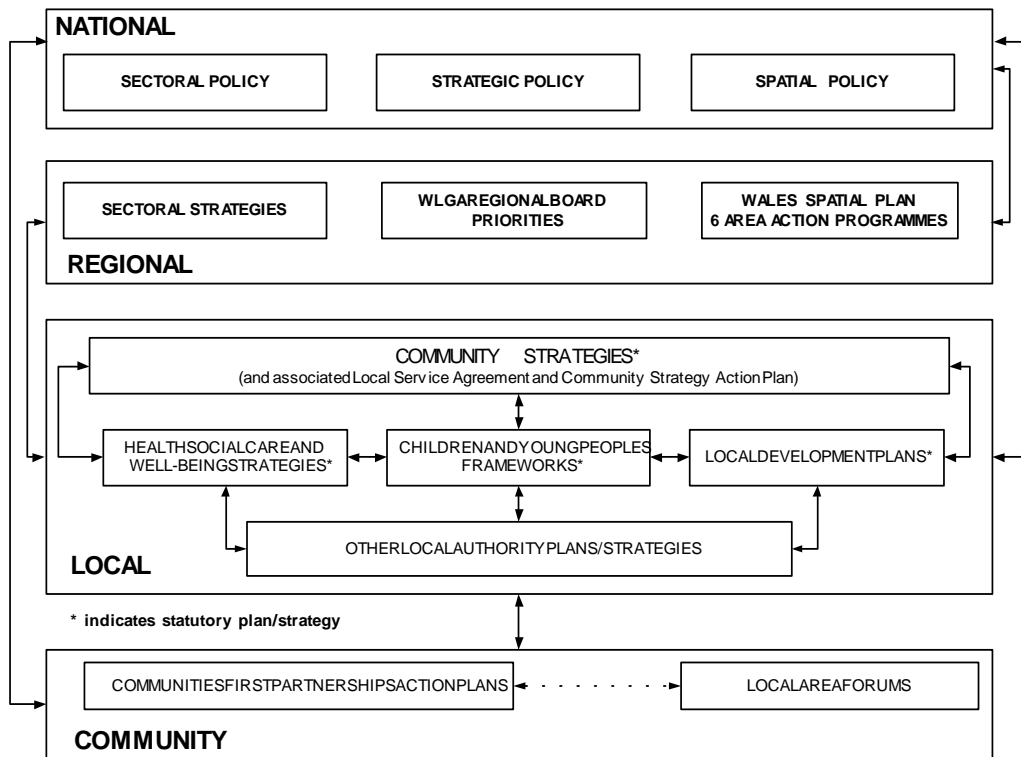 NATIONAL
SECTORAL POLICY
STRATEGIC POLICY
SPATIAL POLICY
SECTORAL STRATEGIES
WLGAREGIONALBOARD
PRIORITIES
WALES SPATIAL PLAN
6 AREA ACTION PROGRAMMES
REGIONAL
COMMUNITY STRATEGIES*
(and associated Local Service Agreement and Community Strategy Action Plan)
HEALTHSOCIALCAREAND
WELL-BEINGSTRATEGIES*
CHILDRENANDYOUNGPEOPLES
FRAMEWORKS*
LOCALDEVELOPMENTPLANS*
OTHERLOCALAUTHORITYPLANS/STRATEGIES
LOCAL
* indicates statutory plan/strategy
COMMUNITIESFIRSTPARTNERSHIPSACTIONPLANS
LOCALAREAFORUMS
COMMUNITY